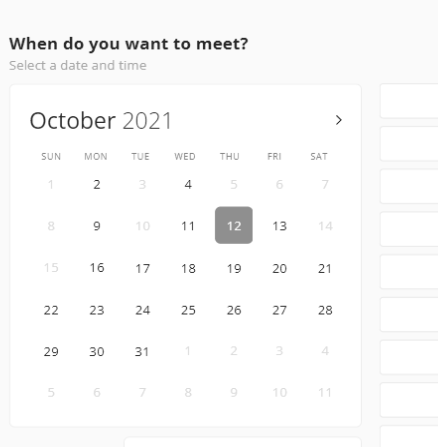 When do you want to meet?
Select a date and time
October 2021
SUN MON TUE WED THU FRI SAT
1 2 3 4 5 6 7
8 9 10 11 12 13 14
15 16 17 18 19 20 21
22 23 24 25 26 27 28
29 30 31 1 2 3 4
5 6 7 8 9 10 11